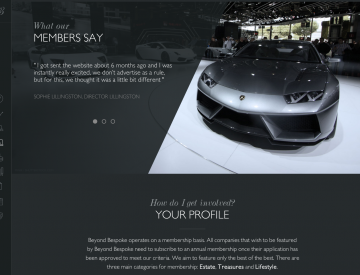 What our
MEMBERS SAY
"I got sent the website about 6 months ago and I was
instantly really excited, we don't advertise as a rule,
but for this, we thought it was a little bit different"
SOPHIE ULLINGSTON, DIRECTOR ULLINGSTON
How do I get involved?
YOUR PROFILE
Beyond Bespoke operates on a membership basis. All companies that wish to be featured
by Beyond Bespoke need to subscribe to an annual membership once their application has
been approved to meet our criteria. We aim to feature only the best of the best. There are
three main categories for membership: Estate, Treasures and Lifestyle.